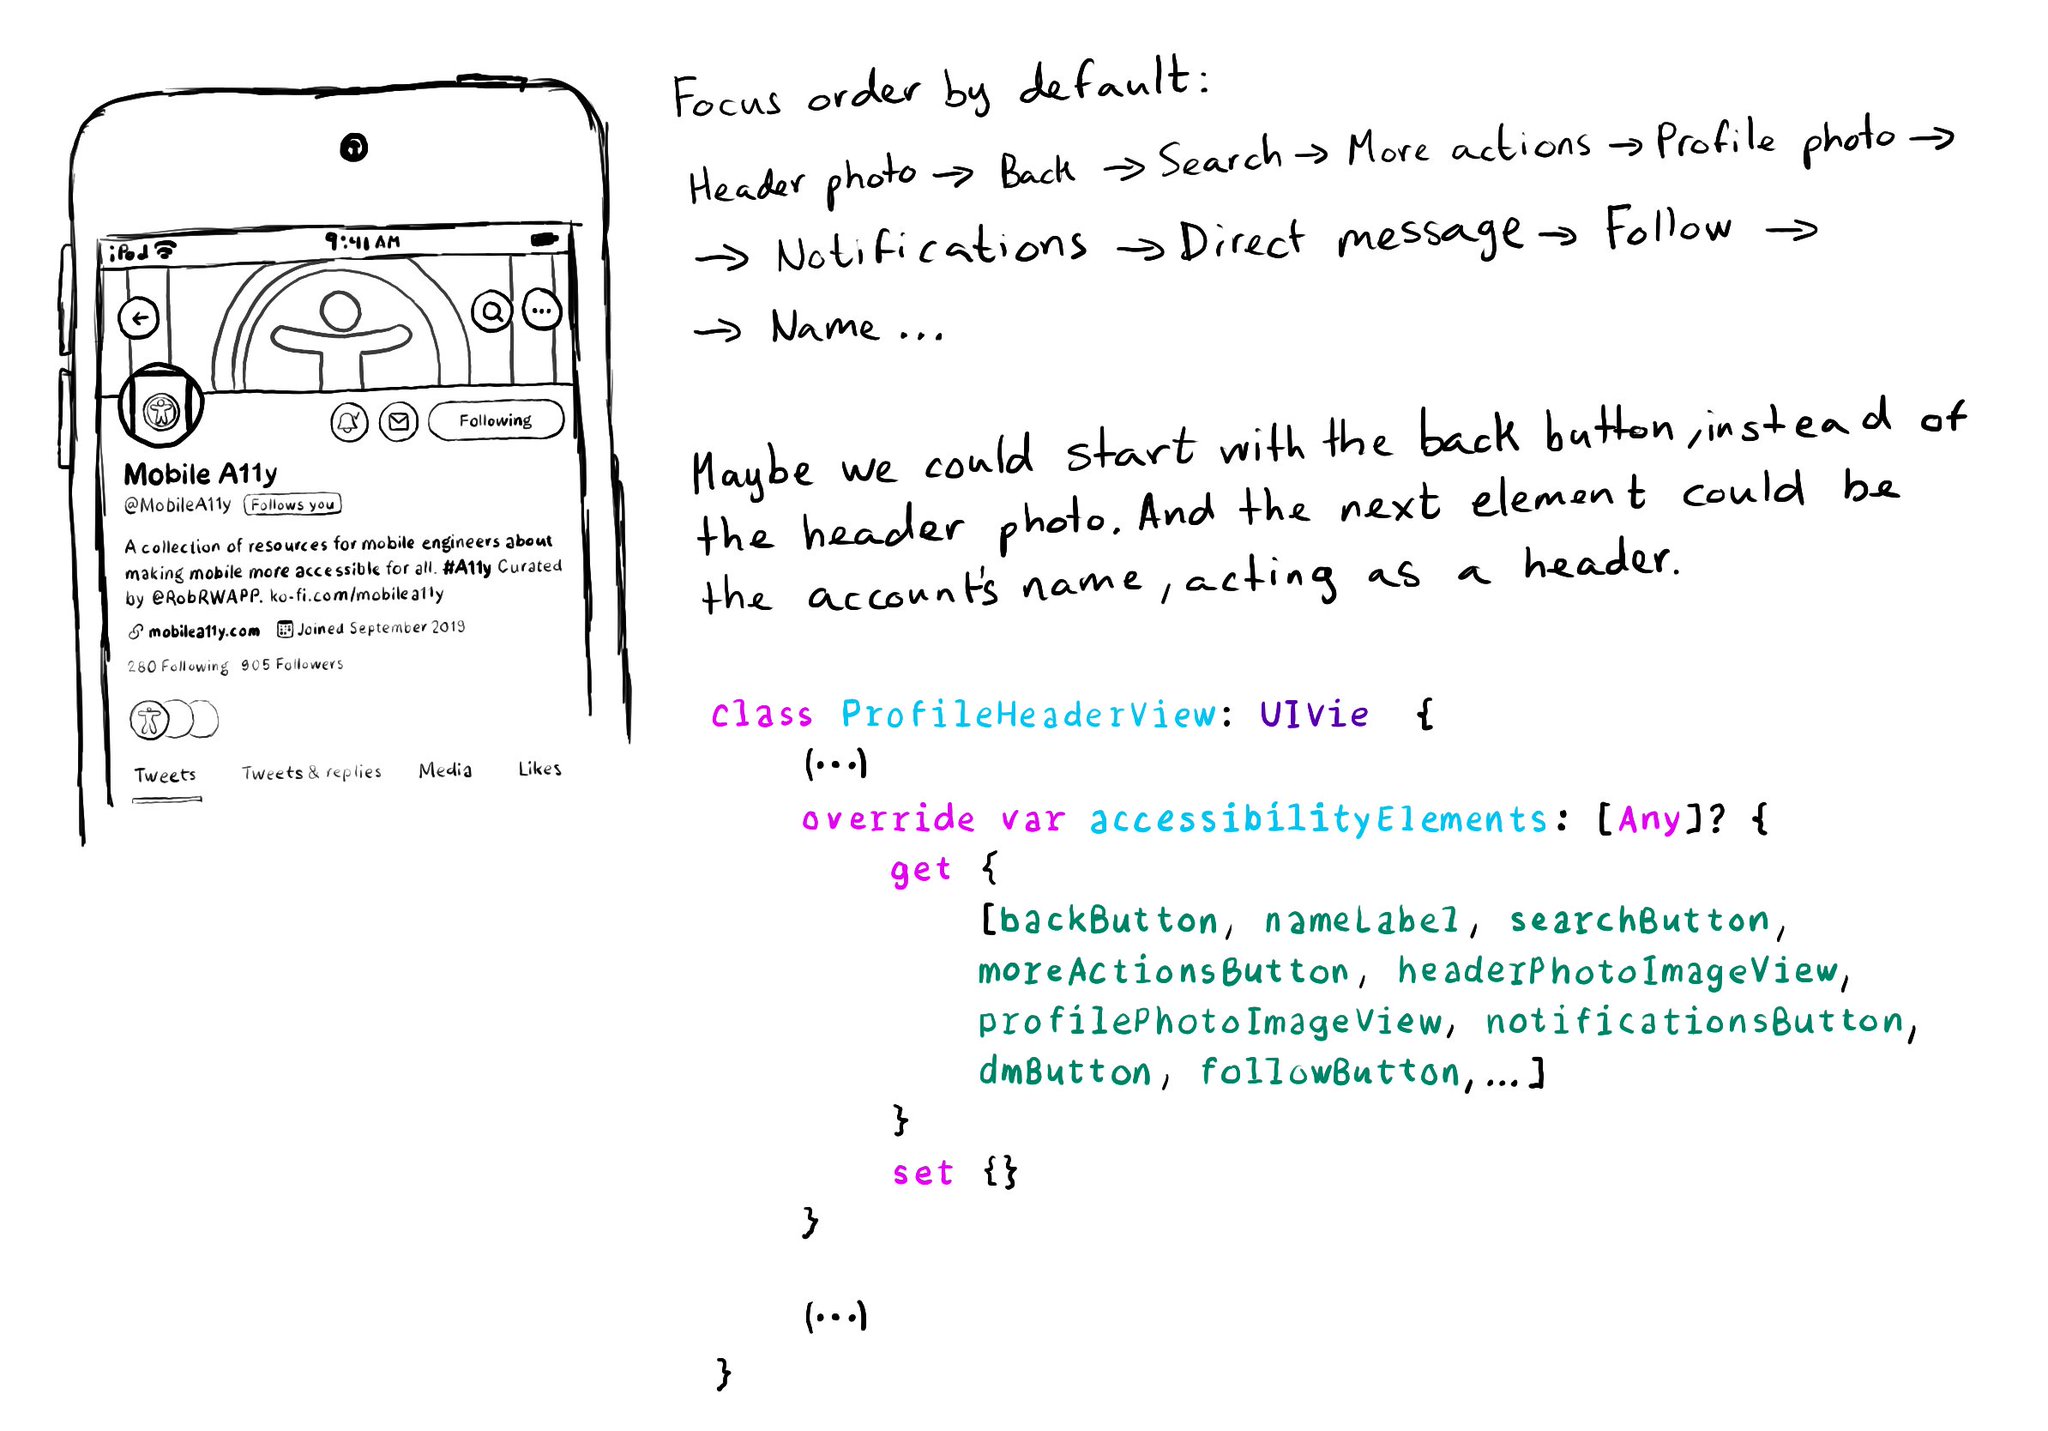 iPod 9:41 AM
Following
Mobile A11y
@MobileA11y Follows you
A collection of resources for mobile engineers about
making mobile more accessible for all. #A11y Curated
by @RobRWAPP. ko-fi.com/mobilea11y
mobilea11y.com Joined September 2019
280 Following 905 Followers
Tweets Tweets & replies Media Likes
Focus order by default:
Header photo → Back → Search → More actions → Profile photo →
→ Notifications → Direct message → Follow →
→ Name ...
Maybe we could start with the back button, instead of
the header photo. And the next element could be
the account's name, acting as a header.
class ProfileHeaderView: UIVie {
(...)
override var accessibilityElements: [Any]? {
get {
[backButton, nameLabel, searchButton,
moreActionsButton, headerPhotoImageView,
profilePhotoImageView, notificationsButton,
dmButton, followButton, ...]
}
set {}
}
(...)
}